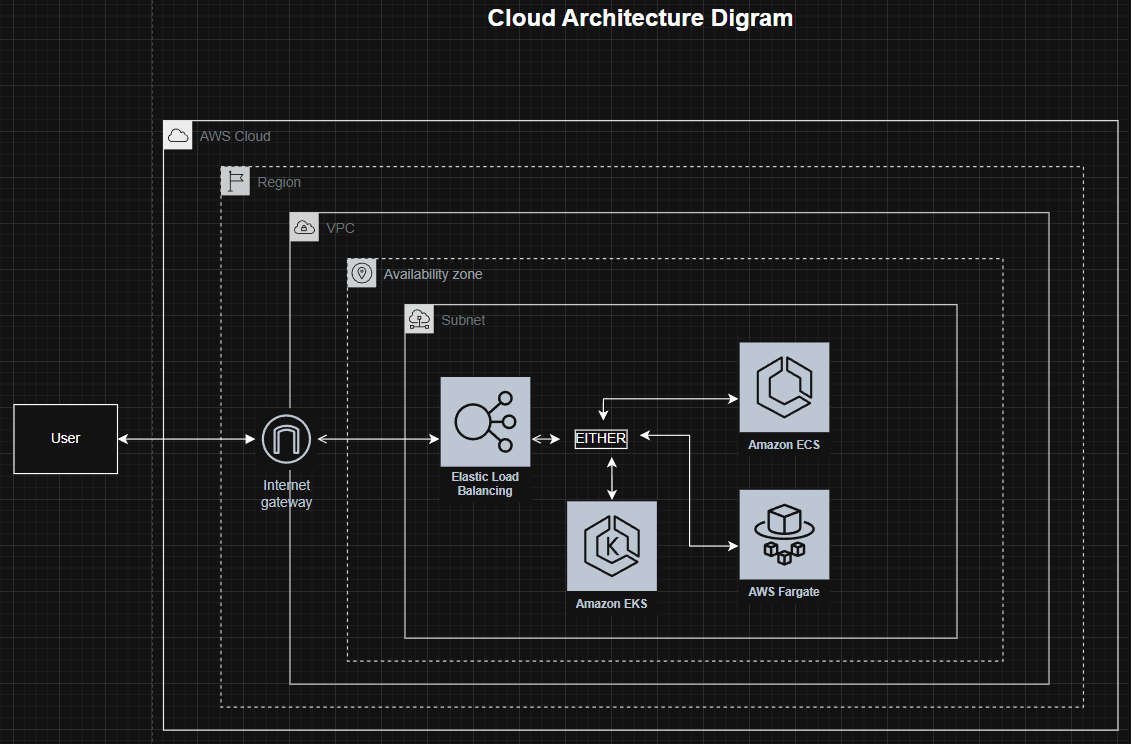 Cloud Architecture Digram
AWS Cloud
Region
VPC
Availability zone
Subnet
User
Internet
gateway
Elastic Load
Balancing
EITHER
Amazon ECS
K
Amazon EKS
AWS Fargate